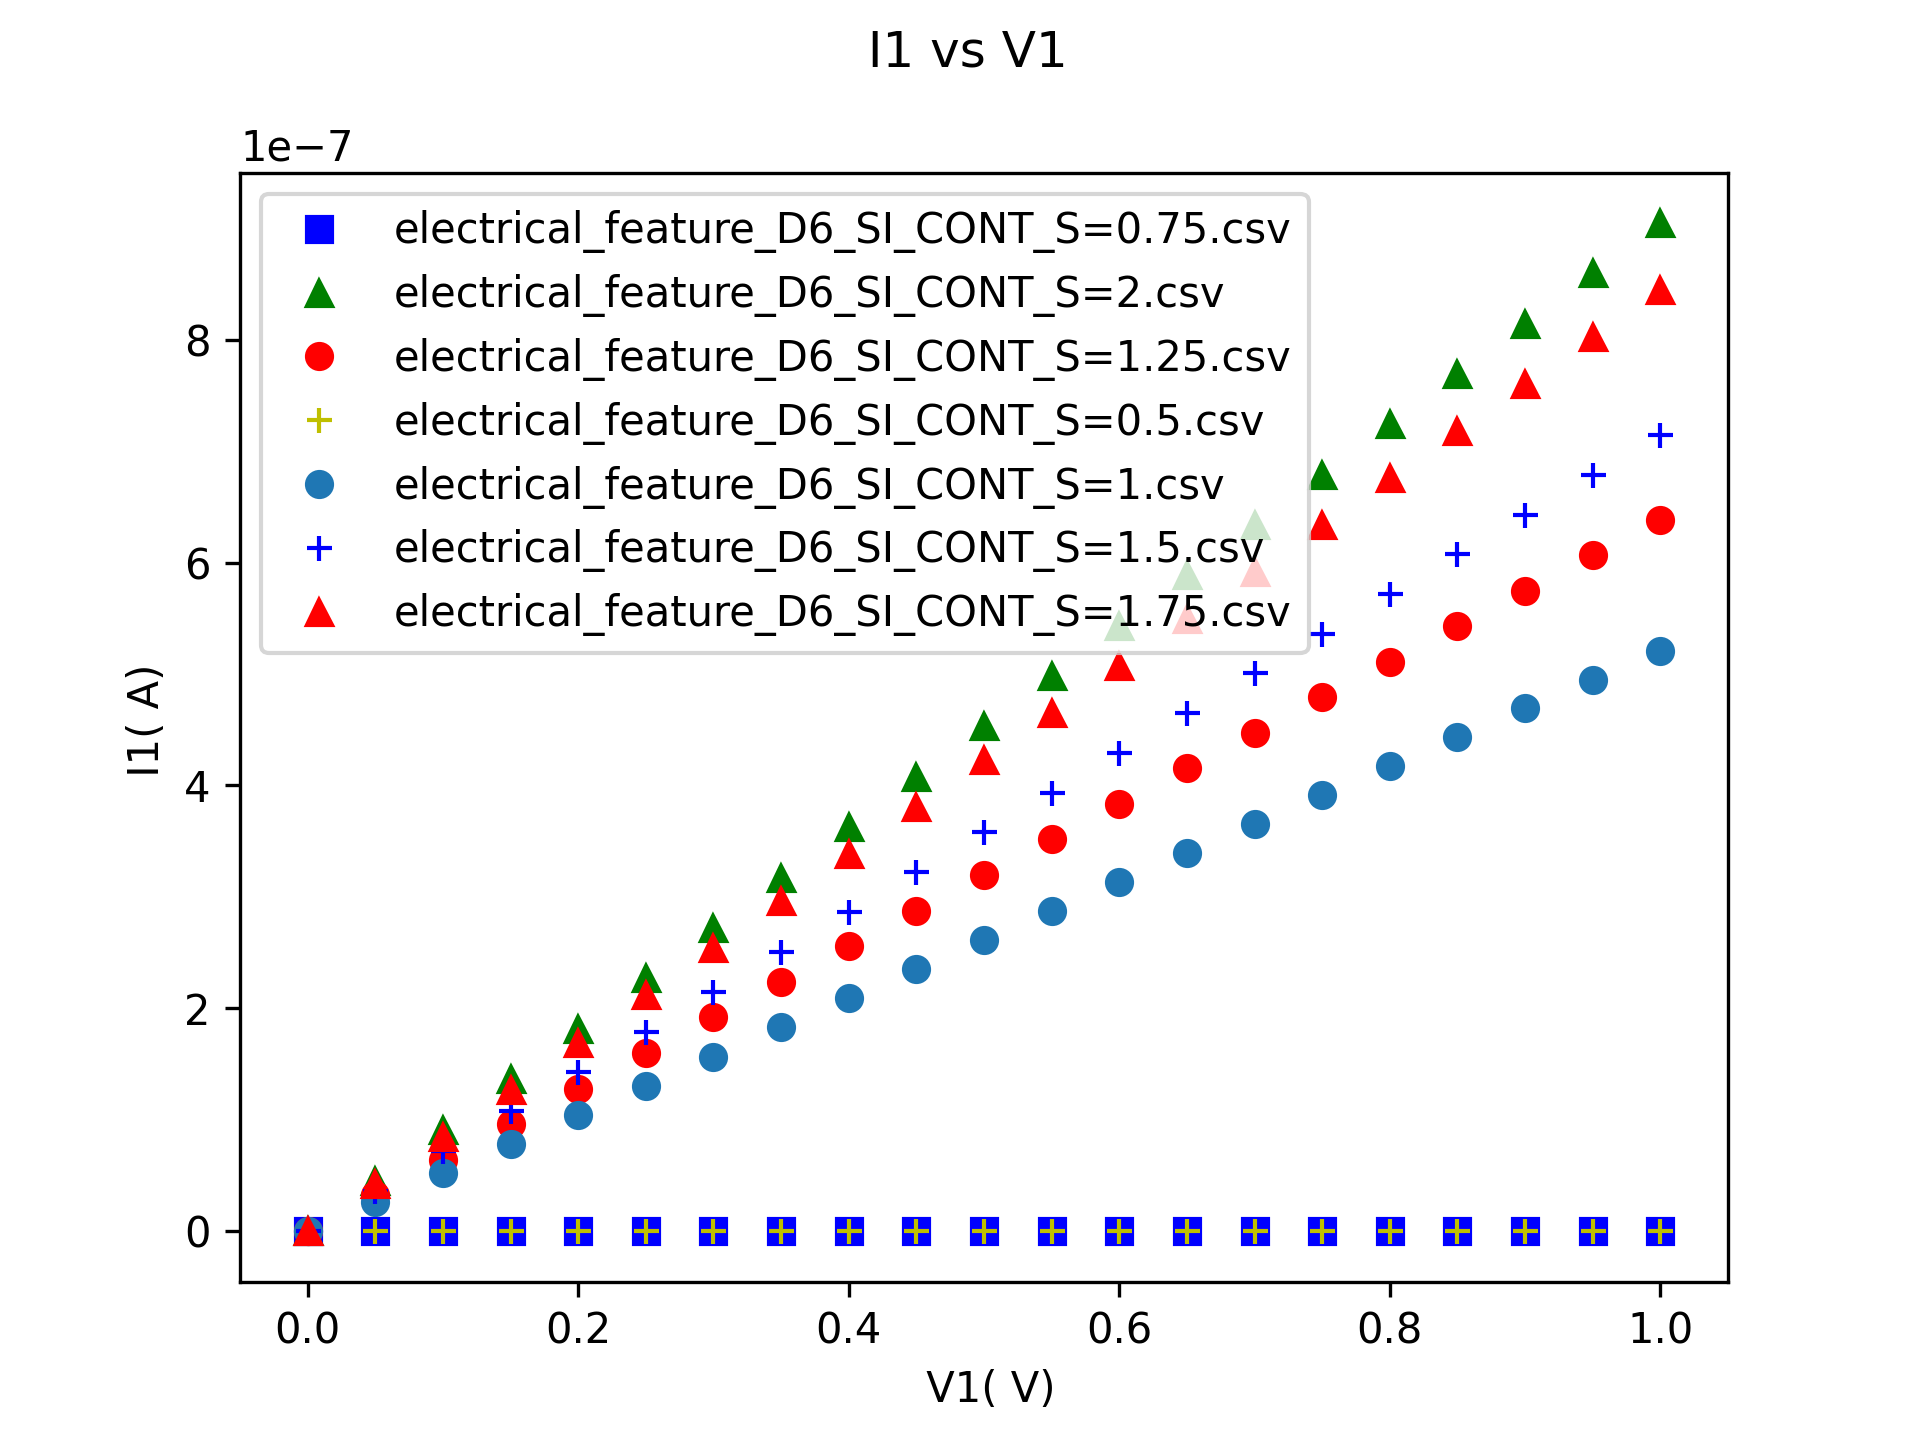 I1 vs V1
1e−7
electrical_feature_D6_SI_CONT_S=0.75.csv
electrical_feature_D6_SI_CONT_S=2.csv
electrical_feature_D6_SI_CONT_S=1.25.csv
electrical_feature_D6_SI_CONT_S=0.5.csv
electrical_feature_D6_SI_CONT_S=1.csv
electrical_feature_D6_SI_CONT_S=1.5.csv
electrical_feature_D6_SI_CONT_S=1.75.csv
8
6
4
2
0
I1( A)
0.0 0.2 0.4 0.6 0.8 1.0
V1( V)